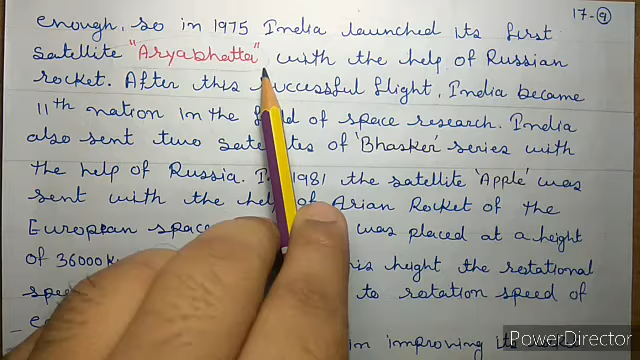 17-9
enough, so in 1975 India launched its first
satellite "Aryabhatta" with the help of Russian
rocket. After this successful flight, India became
11th nation in the field of space research. India
also sent two satellites of 'Bhasker' series with
the help of Russia. In 1981 the satellite 'Apple' was
sent with the help of Arian Rocket of the
European space was placed at a height
of 36000 km this height the rotational
to rotation speed of
in improving its
PowerDirector